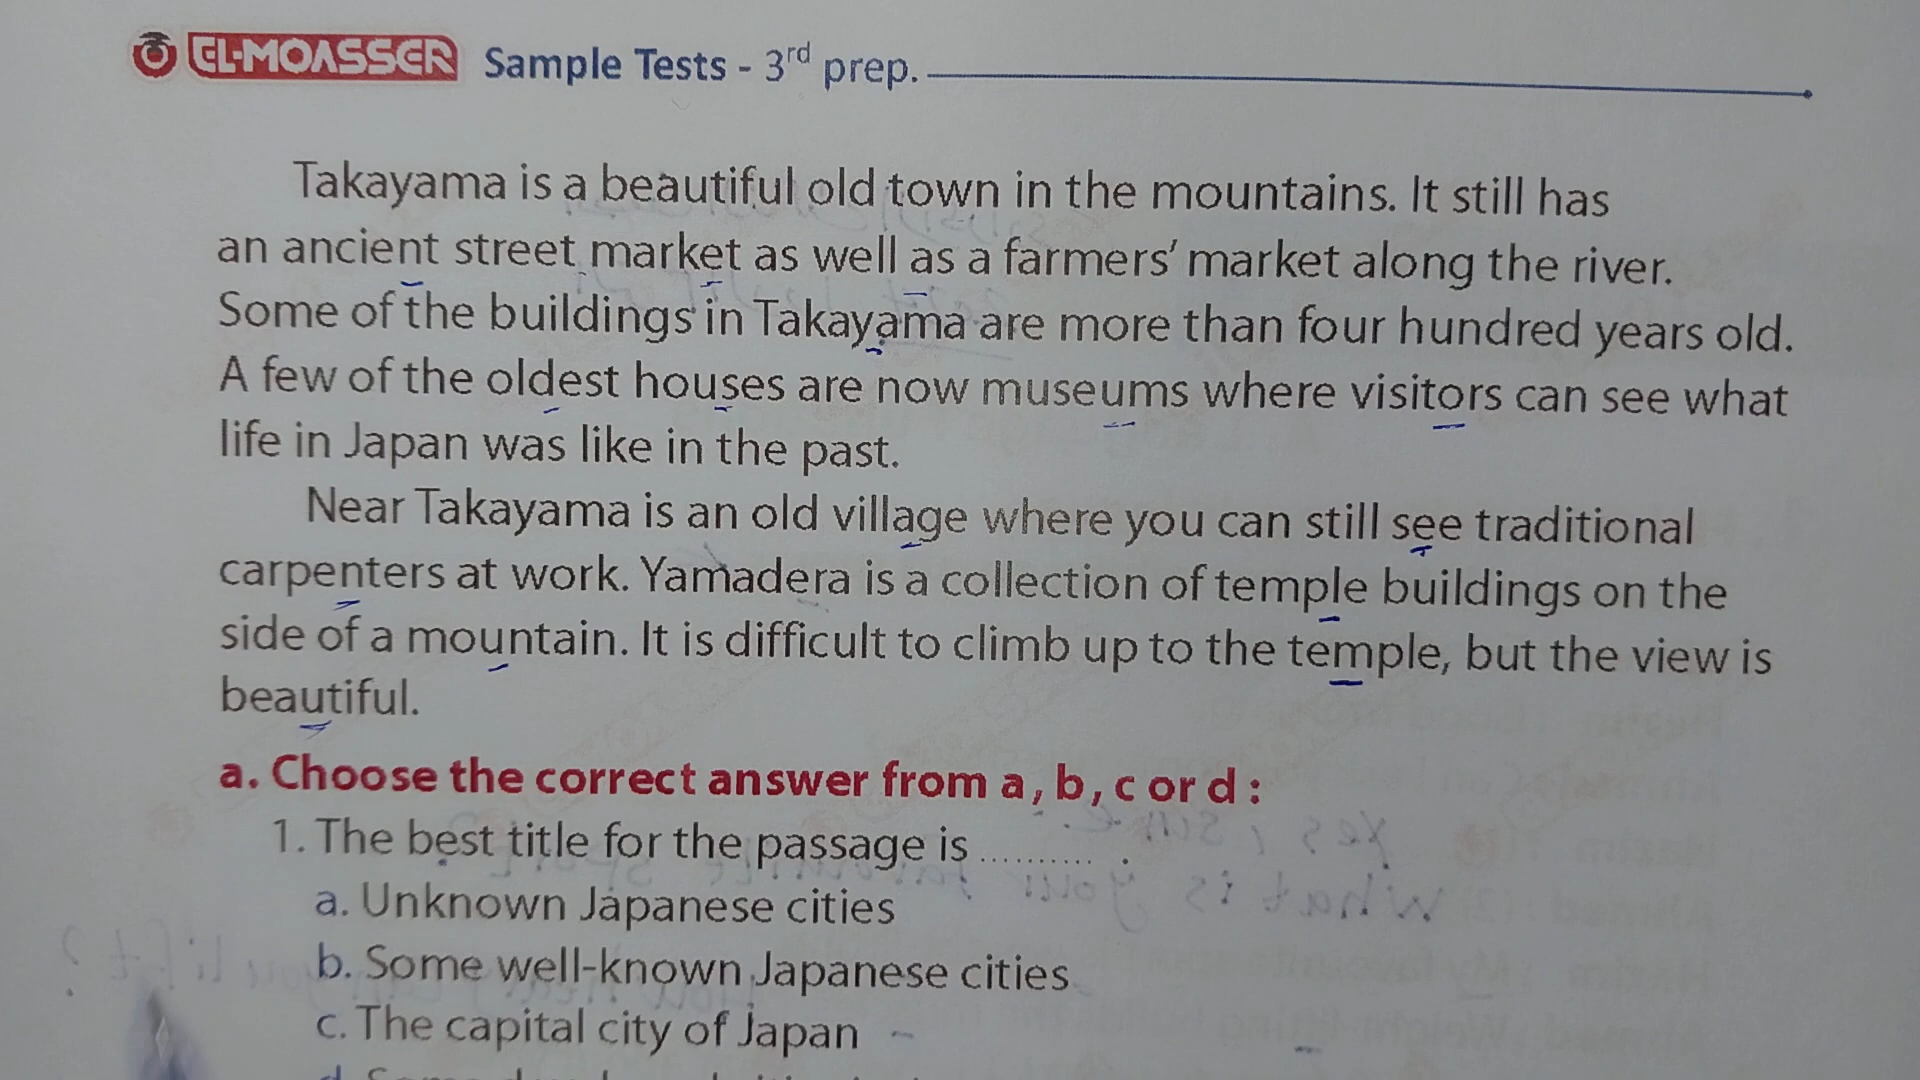 EL-MOASSER Sample Tests - 3rd prep.
Takayama is a beautiful old town in the mountains. It still has
an ancient street market as well as a farmers' market along the river.
Some of the buildings in Takayama are more than four hundred years old.
A few of the oldest houses are now museums where visitors can see what
life in Japan was like in the past.
Near Takayama is an old village where you can still see traditional
carpenters at work. Yamadera is a collection of temple buildings on the
side of a mountain. It is difficult to climb up to the temple, but the view is
beautiful.
a. Choose the correct answer from a, b, c or d :
1. The best title for the passage is .......... .
a. Unknown Japanese cities
b. Some well-known Japanese cities
c. The capital city of Japan